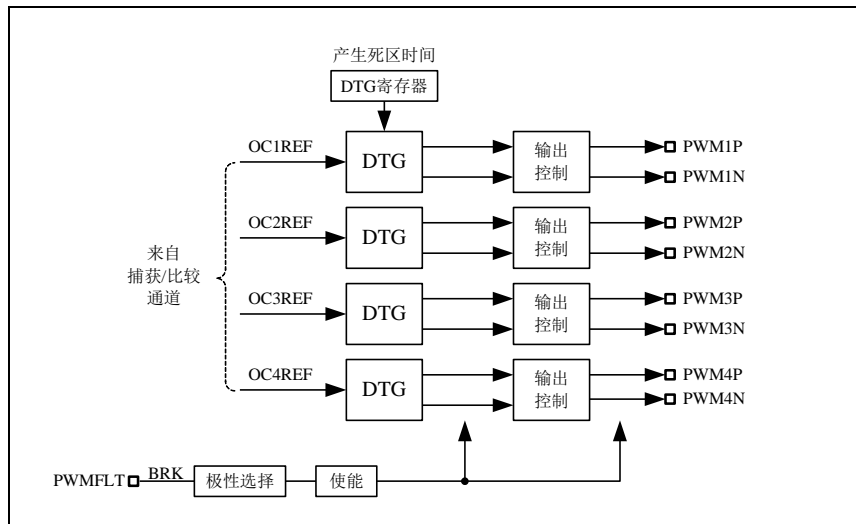 产生死区时间
DTG寄存器
OC1REF
DTG
输出
控制
PWM1P
PWM1N
OC2REF
DTG
输出
控制
PWM2P
PWM2N
来自
捕获/比较
通道
OC3REF
DTG
输出
控制
PWM3P
PWM3N
OC4REF
DTG
输出
控制
PWM4P
PWM4N
PWMFLT
BRK
极性选择
使能